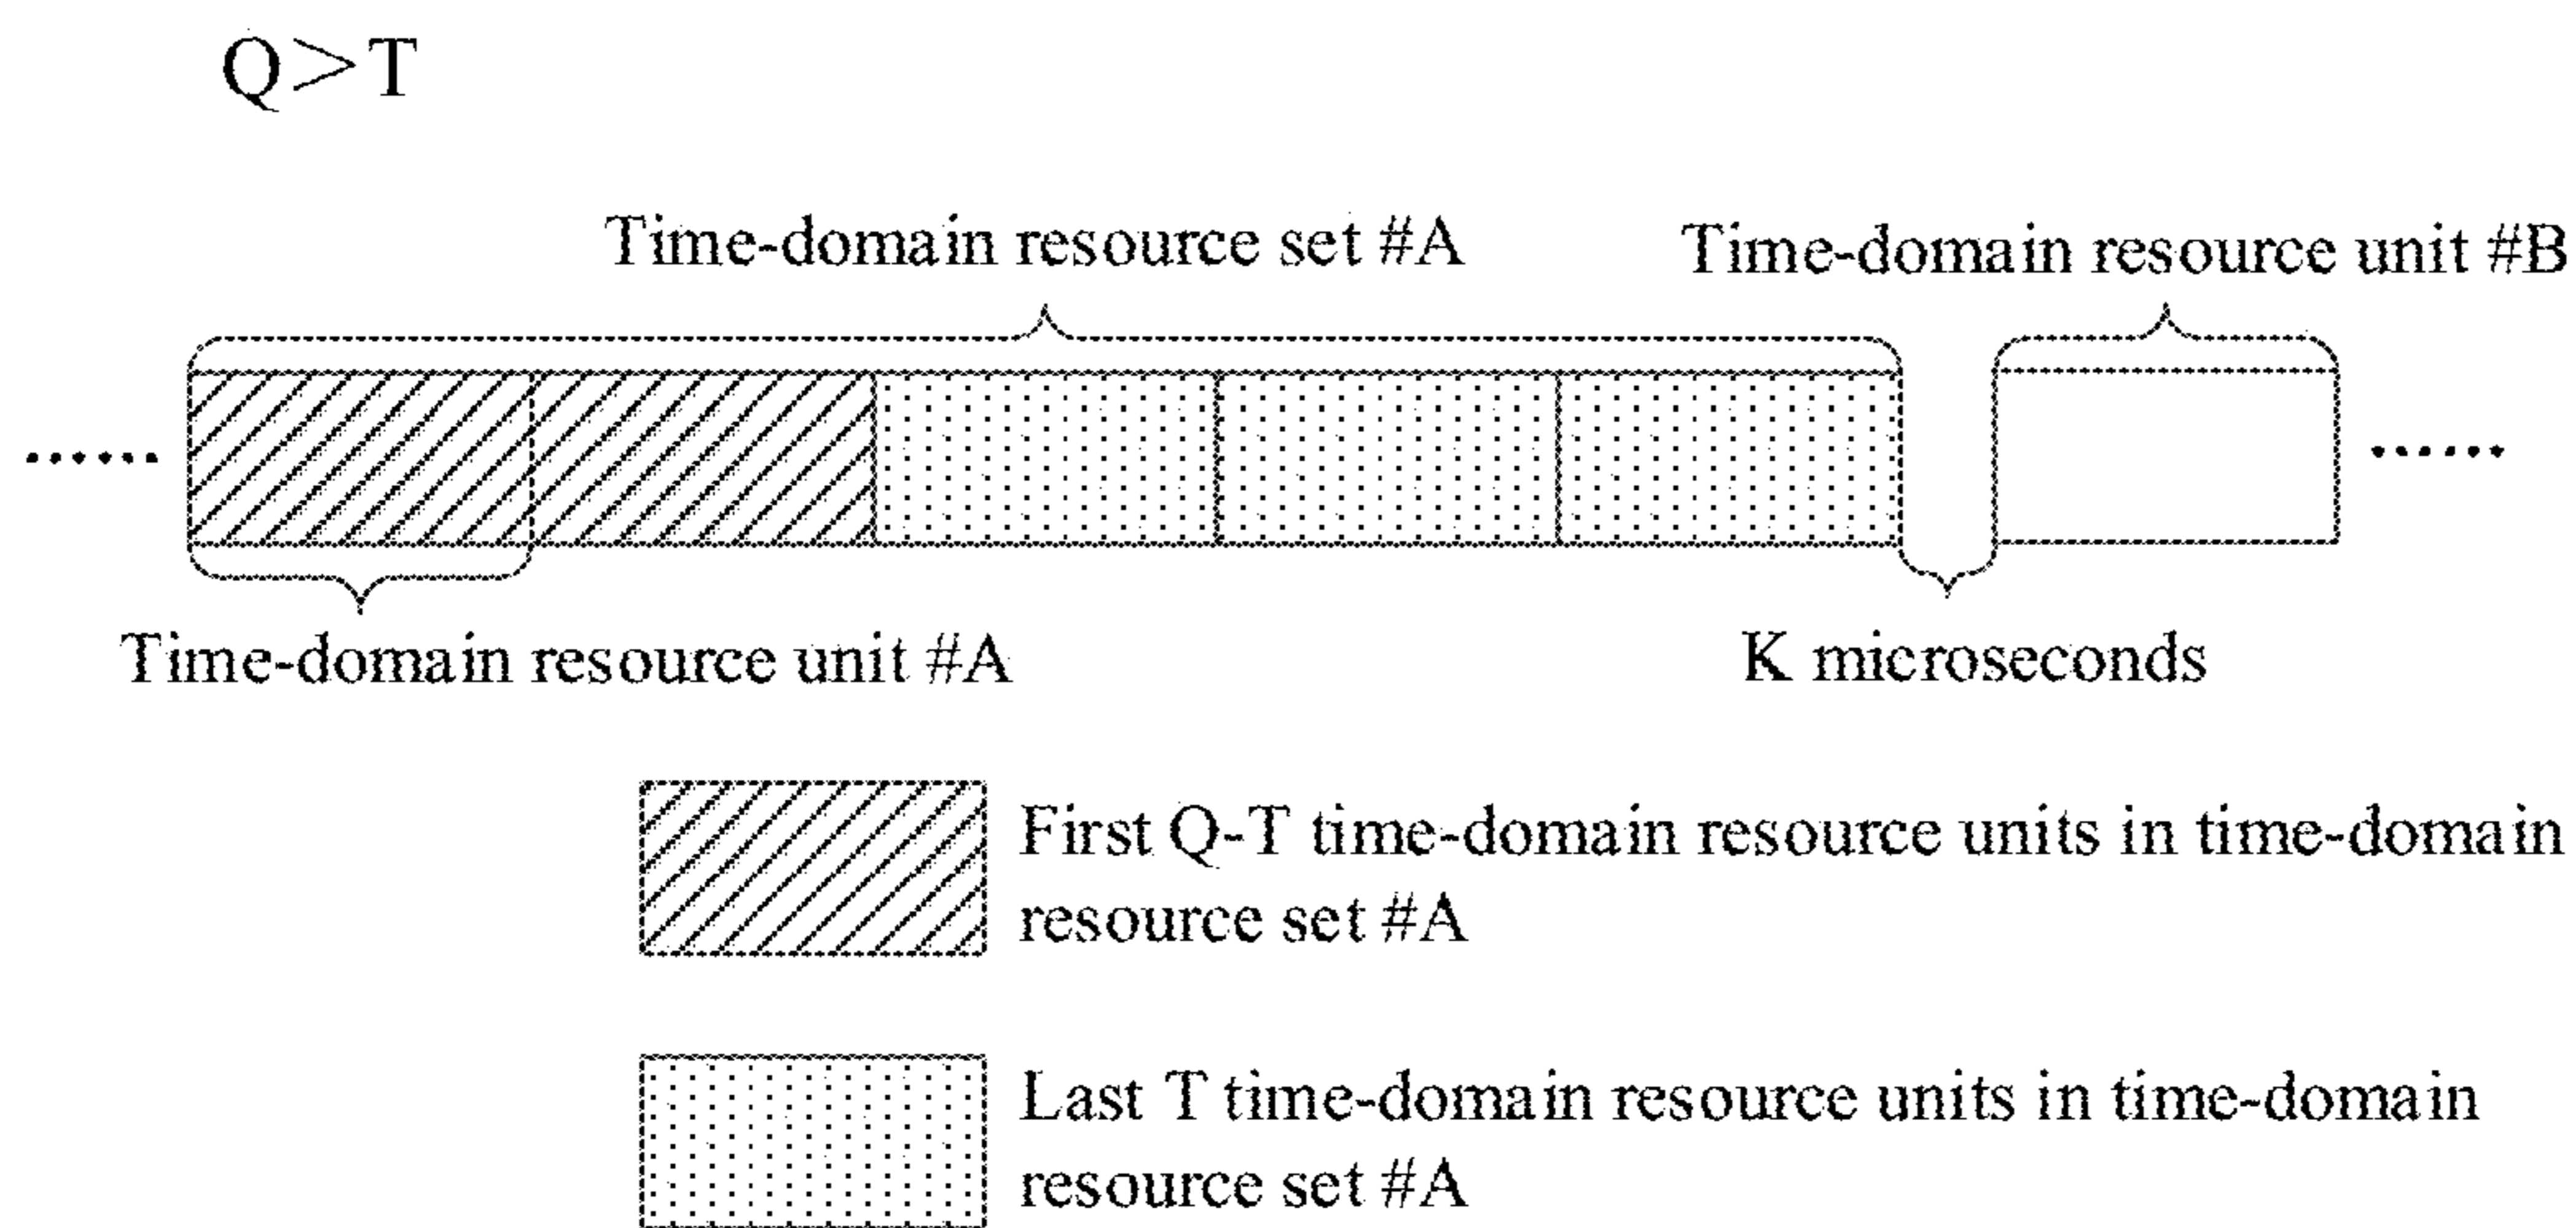 Q>T
Time-domain resource set #A
Time-domain resource unit #B
......
......
Time-domain resource unit #A
K microseconds
First Q-T time-domain resource units in time-domain
resource set #A
Last T time-domain resource units in time-domain
resource set #A